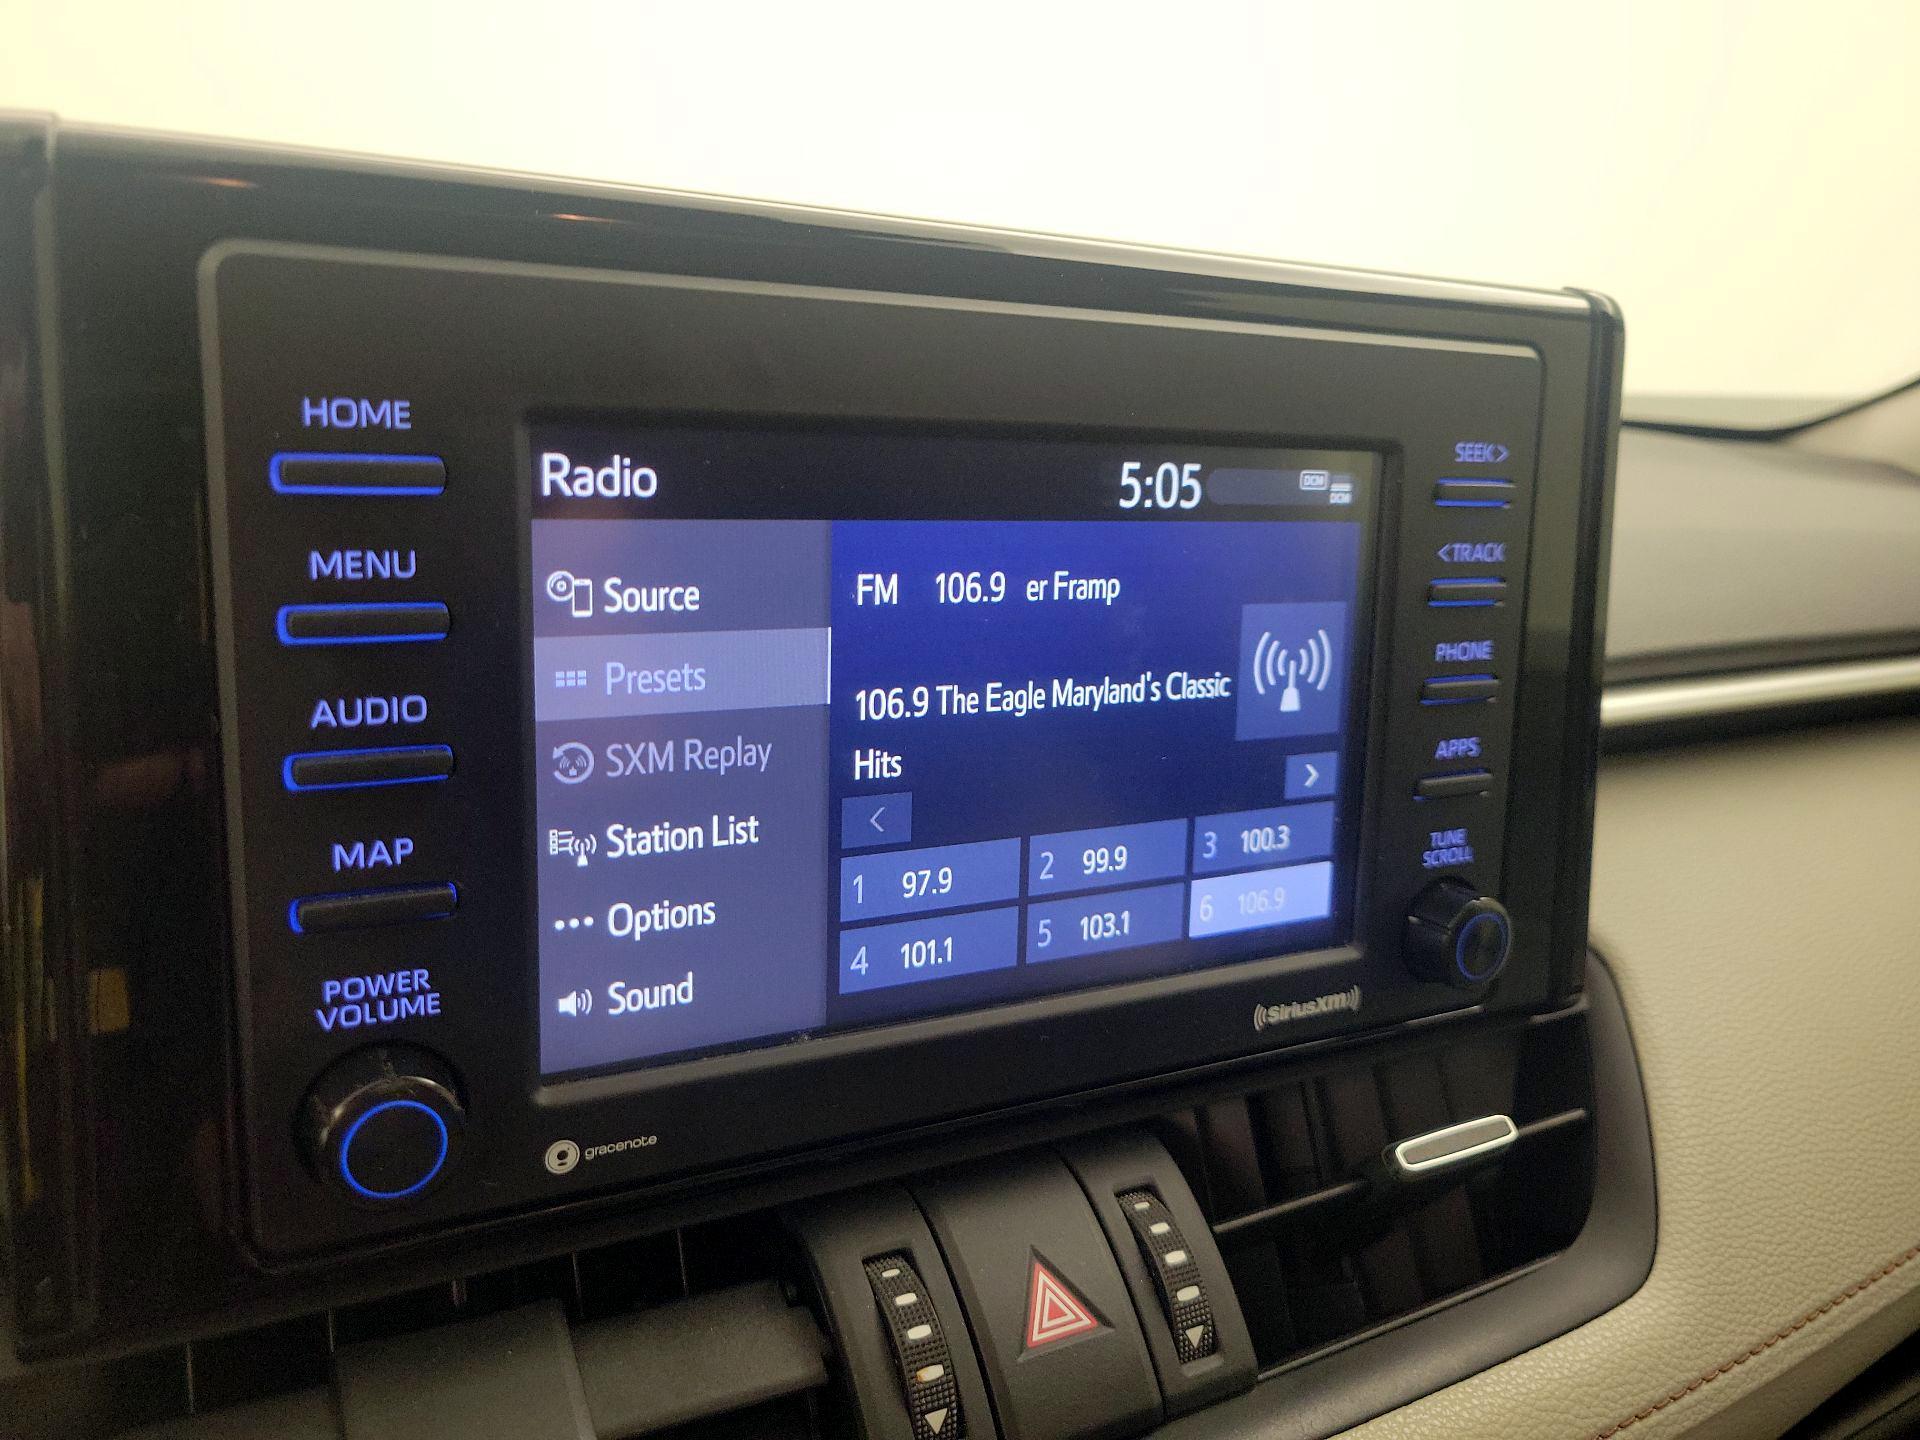 HOME
MENU
AUDIO
MAP
POWER
VOLUME
Radio
5:05
DCM
DCM
Source
Presets
SXM Replay
Station List
Options
Sound
FM 106.9 er Framp
106.9 The Eagle Maryland's Classic
Hits
<
>
1 97.9
2 99.9
3 100.3
4 101.1
5 103.1
6 106.9
SEEK>
<TRACK
PHONE
APPS
TUNE
SCROLL
gracenote
((SiriusXM))